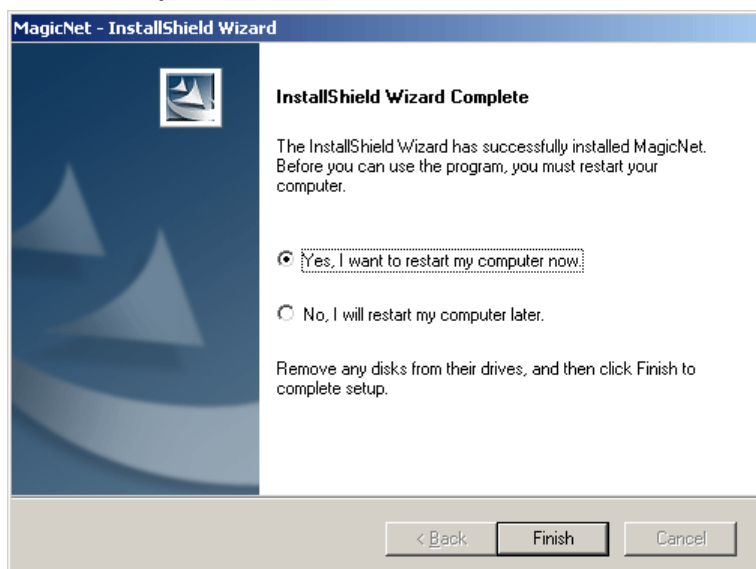 MagicNet - InstallShield Wizard
InstallShield Wizard Complete
The InstallShield Wizard has successfully installed MagicNet.
Before you can use the program, you must restart your
computer.
Yes, I want to restart my computer now.
No, I will restart my computer later.
Remove any disks from their drives, and then click Finish to
complete setup.
< Back Finish Cancel